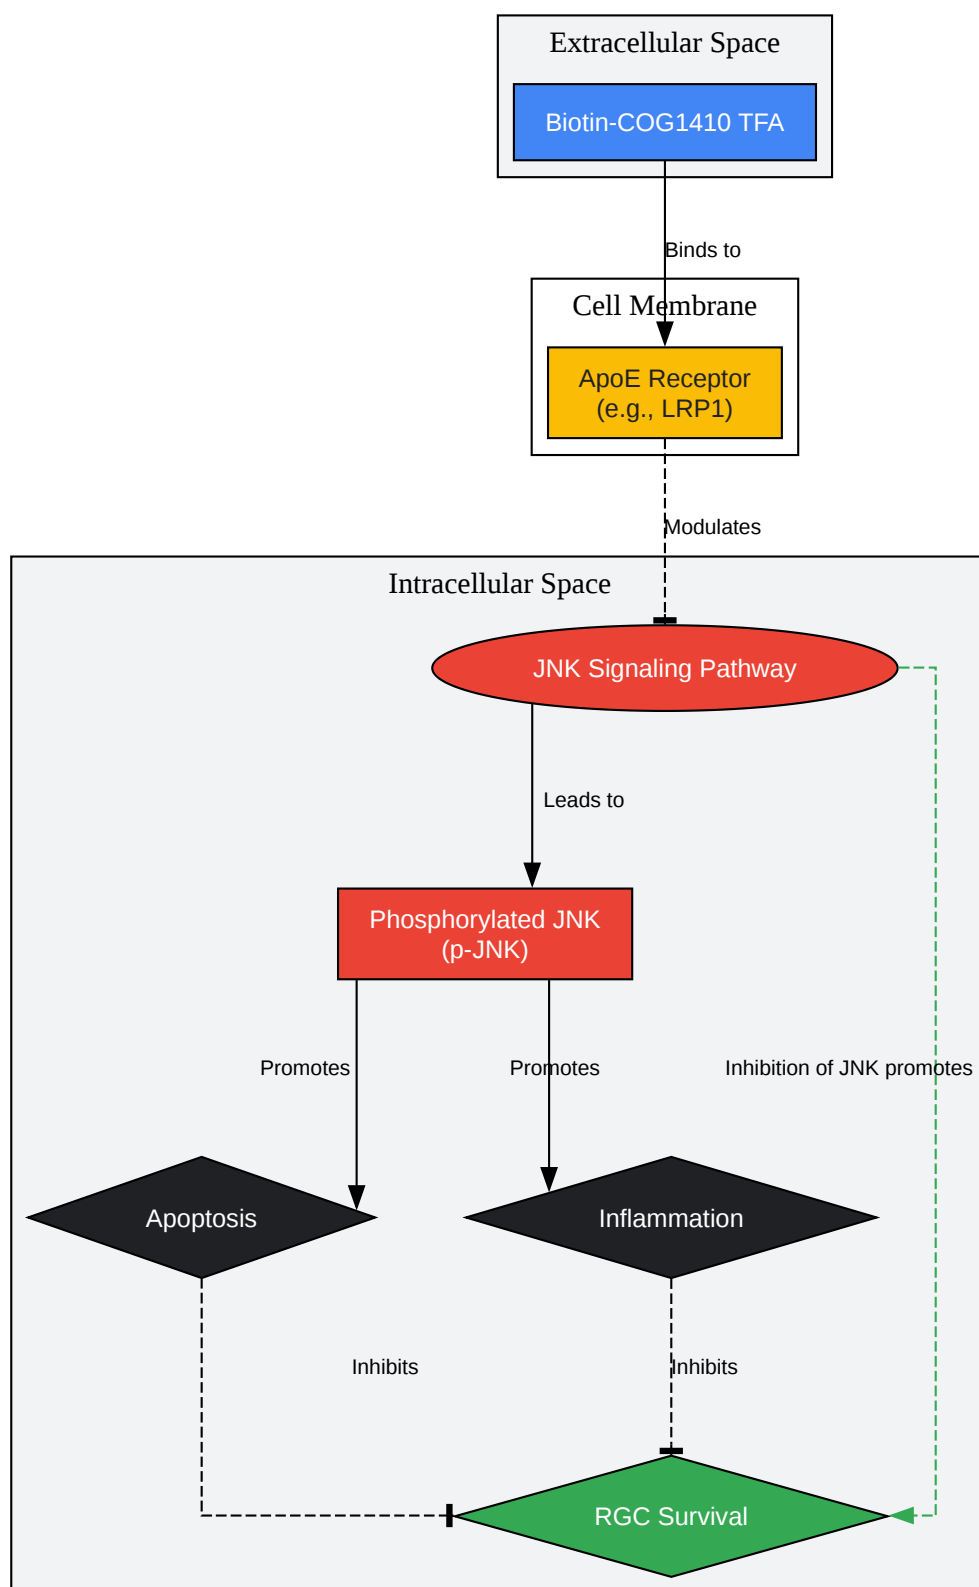 Extracellular Space
Biotin-COG1410 TFA
Binds to
Cell Membrane
ApoE Receptor
(e.g., LRP1)
Modulates
Intracellular Space
JNK Signaling Pathway
Leads to
Phosphorylated JNK
(p-JNK)
Promotes
Promotes
Inhibition of JNK promotes
Apoptosis
Inflammation
Inhibits
Inhibits
RGC Survival